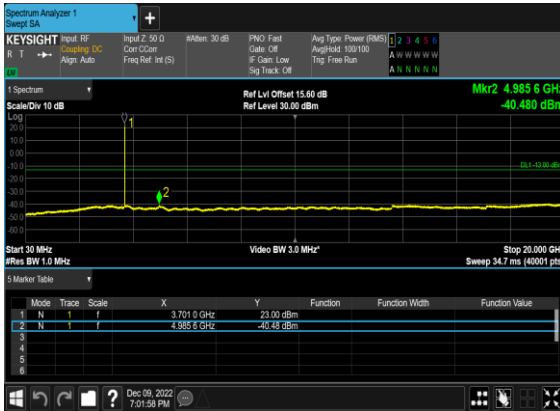 Spectrum Analyzer 1
Swept SA
+
KEYSIGHT
R T
Input: RF
Coupling: DC
Align: Auto
Input Z: 50 Ω
Corr CCorr
Freq Ref: Int (S)
#Atten: 30 dB
PNO: Fast
Gate: Off
IF Gain: Low
Sig Track: Off
Avg Type: Power (RMS)
Avg|Hold: 100/100
Trig: Free Run
1 2 3 4 5 6
A W W W W W
A N N N N N
1 Spectrum
Scale/Div 10 dB
Ref Lvl Offset 15.60 dB
Ref Level 30.00 dBm
Mkr2 4.985 6 GHz
-40.480 dBm
Log
20.0
10.0
0.00
-10.0
-20.0
-30.0
-40.0
-50.0
-60.0
1
2
DL1 -13.00 dBm
Start 30 MHz
#Res BW 1.0 MHz
Video BW 3.0 MHz*
Stop 20.000 GHz
Sweep 34.7 ms (40001 pts)
5 Marker Table
Mode Trace Scale X Y Function Function Width Function Value
1 N 1 f 3.701 0 GHz 23.00 dBm
2 N 1 f 4.985 6 GHz -40.48 dBm
3
4
5
6
?
Dec 09, 2022
7:01:58 PM